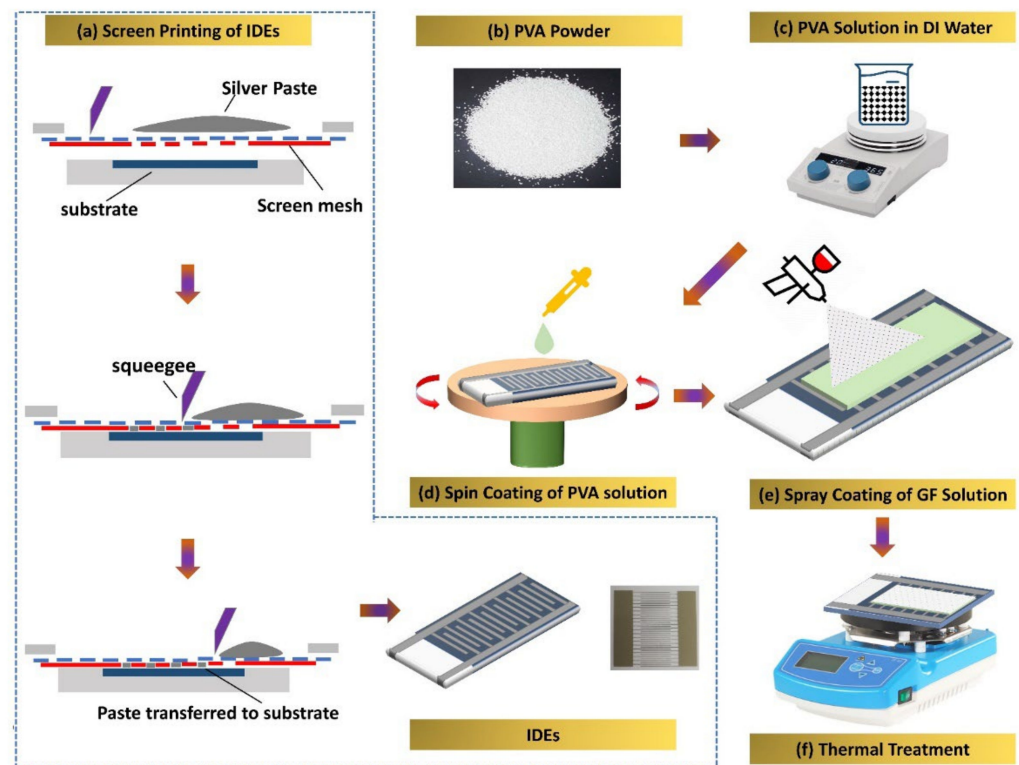 (a) Screen Printing of IDEs
(b) PVA Powder
(c) PVA Solution in DI Water
Silver Paste
substrate
Screen mesh
squeegee
(d) Spin Coating of PVA solution
(e) Spray Coating of GF Solution
Paste transferred to substrate
IDEs
(f) Thermal Treatment